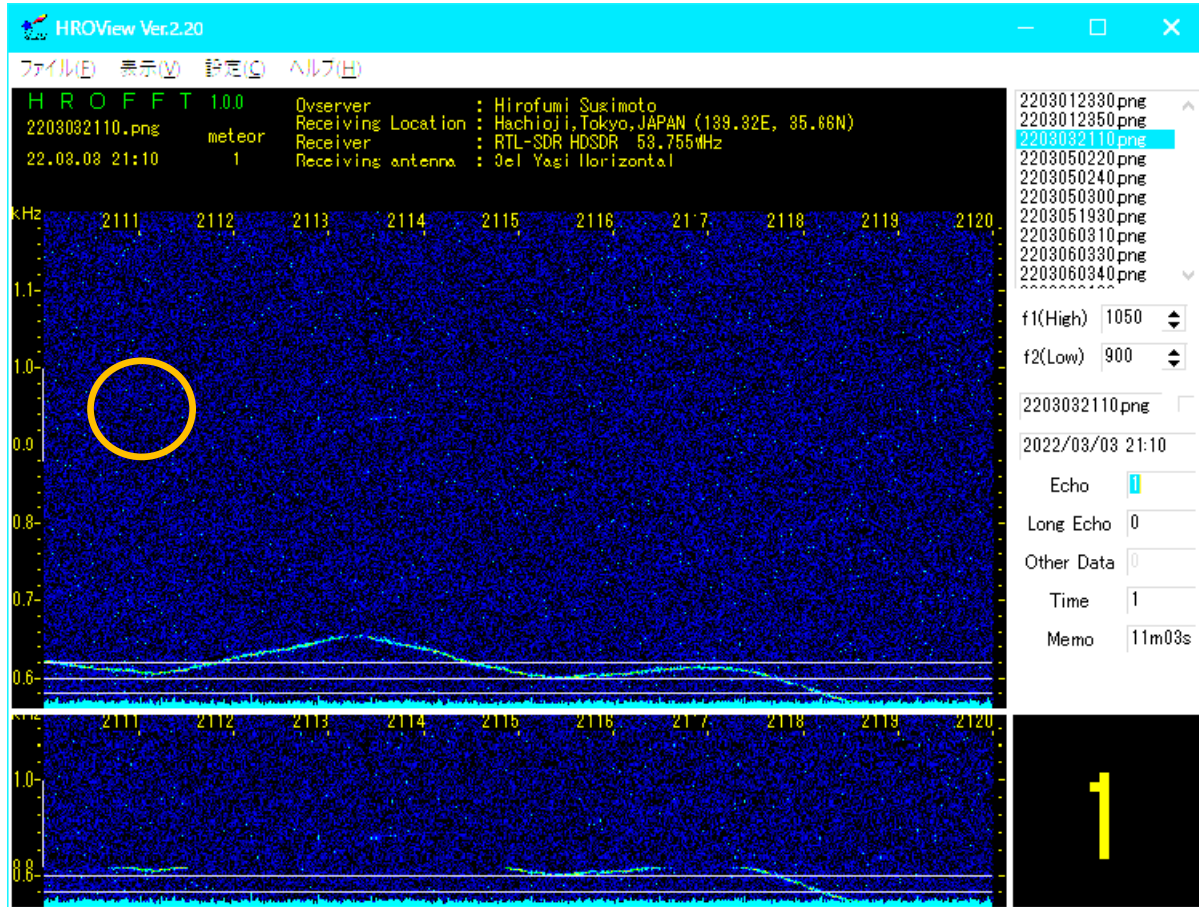 HROView Ver.2.20
ファイル(F) 表示(V) 設定(C) ヘルプ(H)
H R O F F T 1.0.0
2203032110.png
meteor
22.03.03 21:10
1
Ovserver : Hirofumi Sugimoto
Receiving Location : Hachioji,Tokyo,JAPAN (139.32E, 35.66N)
Receiver : RTL-SDR HDSDR 53.755MHz
Receiving antenna : 3el Yagi Horizontal
kHz 2111 2112 2113 2114 2115 2116 2117 2118 2119 2120
1.1
1.0
0.9
0.8
0.7
0.6
kHz 2111 2112 2113 2114 2115 2116 2117 2118 2119 2120
1.0
0.8
0.6
2203012330.png
2203012350.png
2203032110.png
2203050220.png
2203050240.png
2203050300.png
2203051930.png
2203060310.png
2203060330.png
2203060340.png
f1(High) 1050
f2(Low) 900
2203032110.png
2022/03/03 21:10
Echo 1
Long Echo 0
Other Data 0
Time 1
Memo 11m03s
1